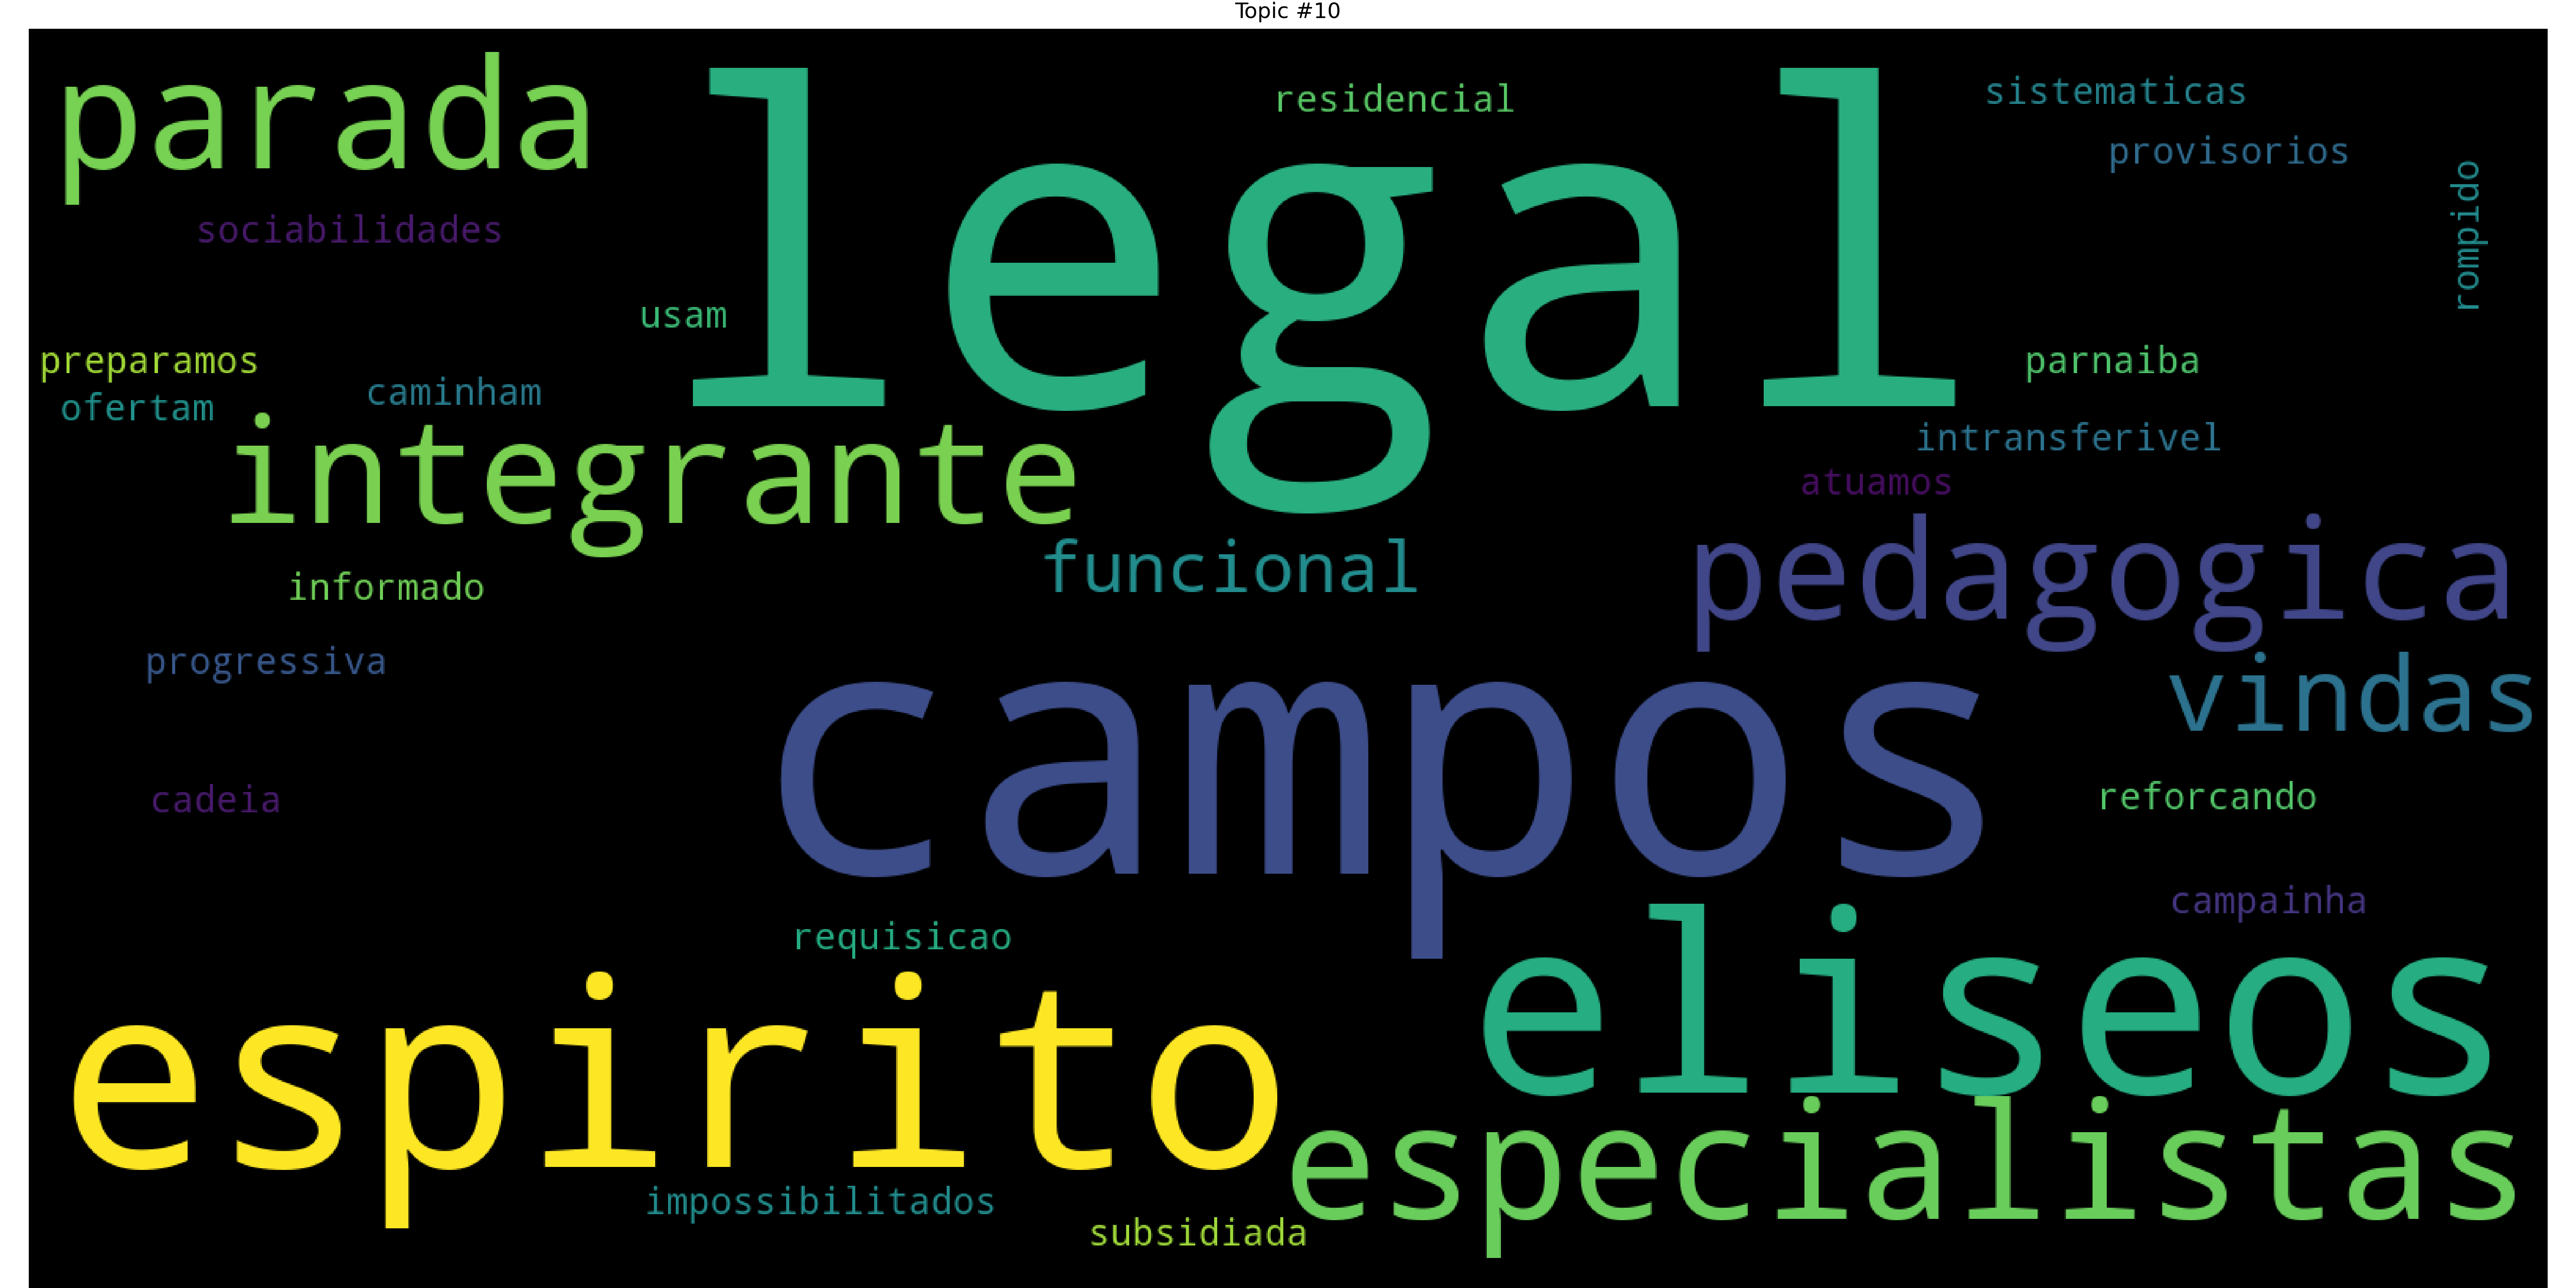 Topic #10
parada
legal
residencial
sistematicas
provisorios
rompido
sociabilidades
usam
preparamos
caminham
ofertam
parnaiba
integrante
intransferivel
atuamos
funcional
pedagogica
informado
progressiva
vindas
campos
cadeia
reforcando
campainha
requisicao
eliseos
espirito
especialistas
impossibilitados
subsidiada